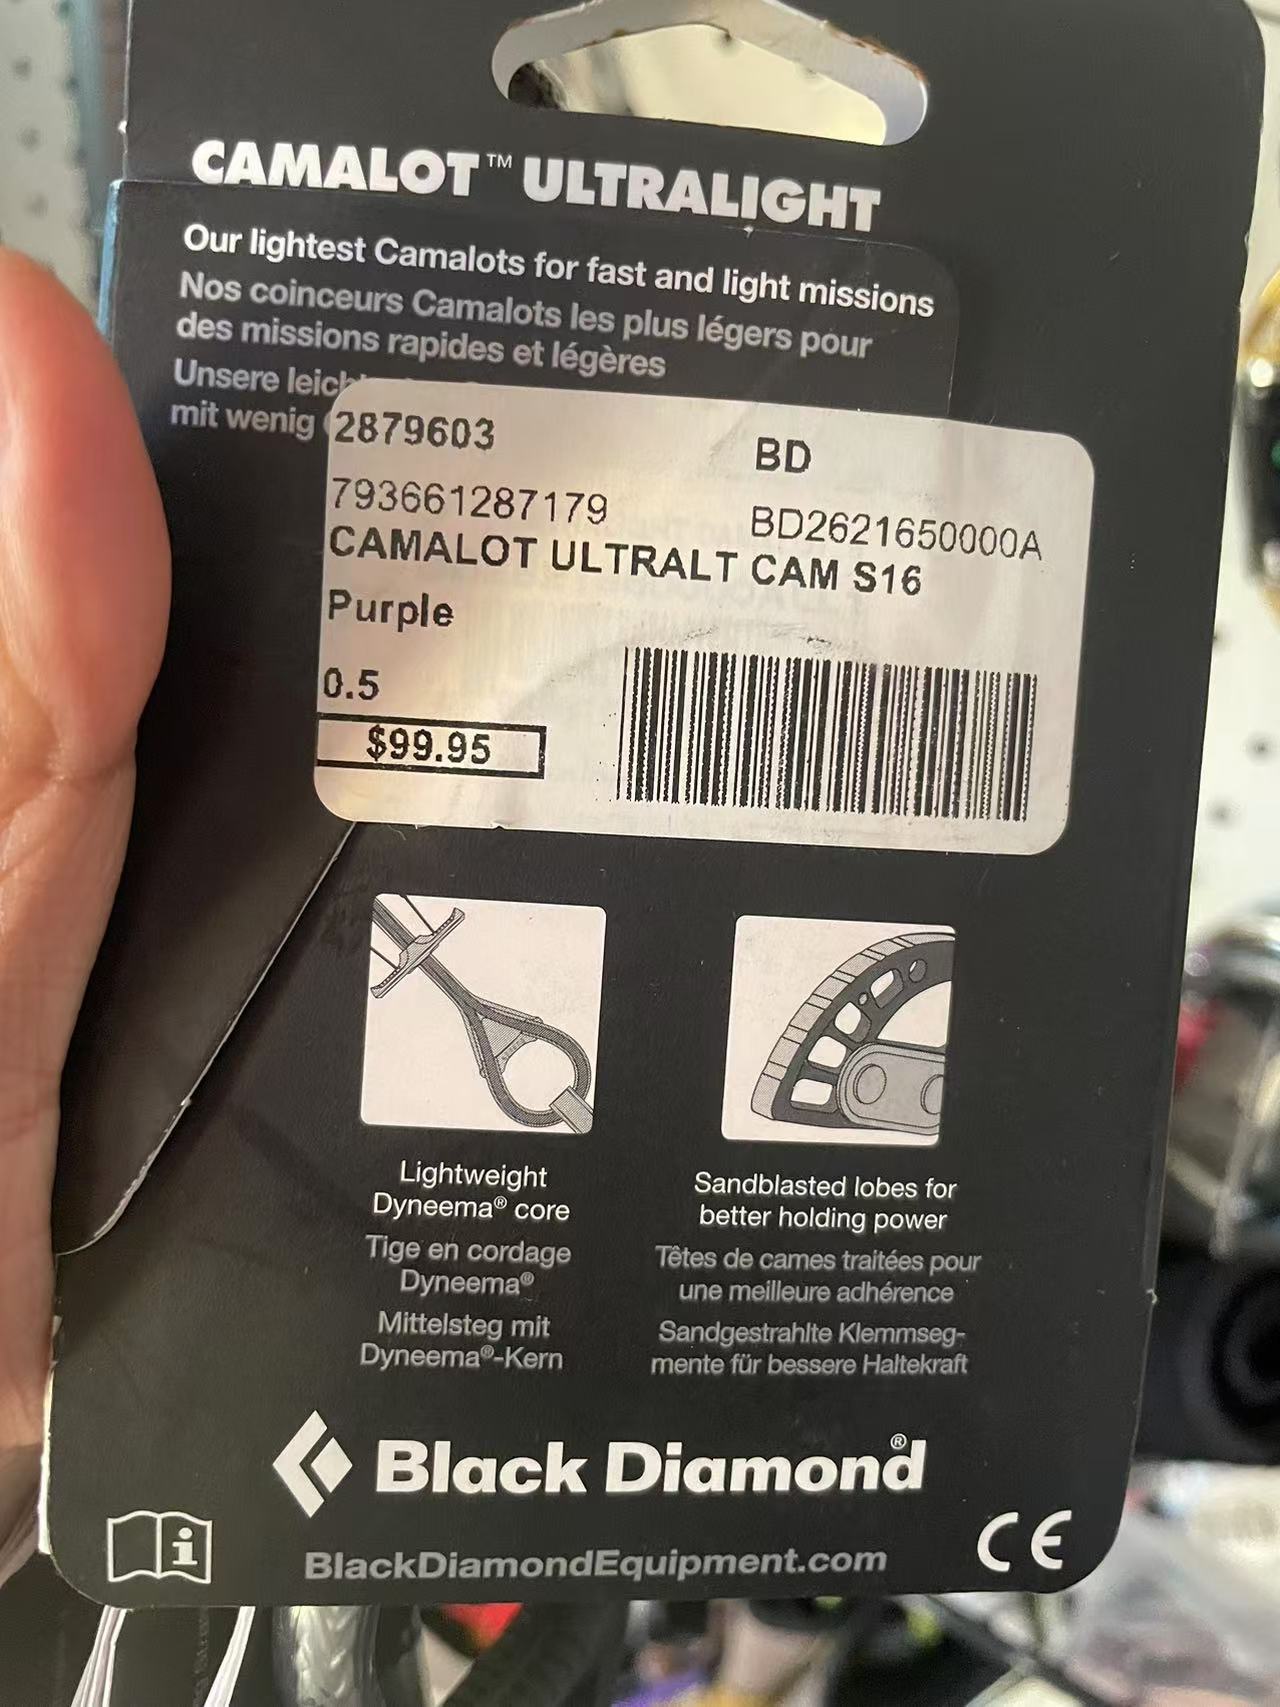 CAMALOT™ ULTRALIGHT
Our lightest Camalots for fast and light missions
Nos coinceurs Camalots les plus légers pour
des missions rapides et légères
Unsere
mit wenig
2879603
BD
793661287179
BD2621650000A
CAMALOT ULTRALT CAM S16
Purple
0.5
$99.95
Lightweight
Dyneema® core
Tige en cordage
Dyneema®
Mittelsteg mit
Dyneema®-Kern
Sandblasted lobes for
better holding power
Têtes de cames traitées pour
une meilleure adhérence
Sandgestrahlte Klemmseg-
mente für bessere Haltekraft
Black Diamond®
i
BlackDiamondEquipment.com
CE